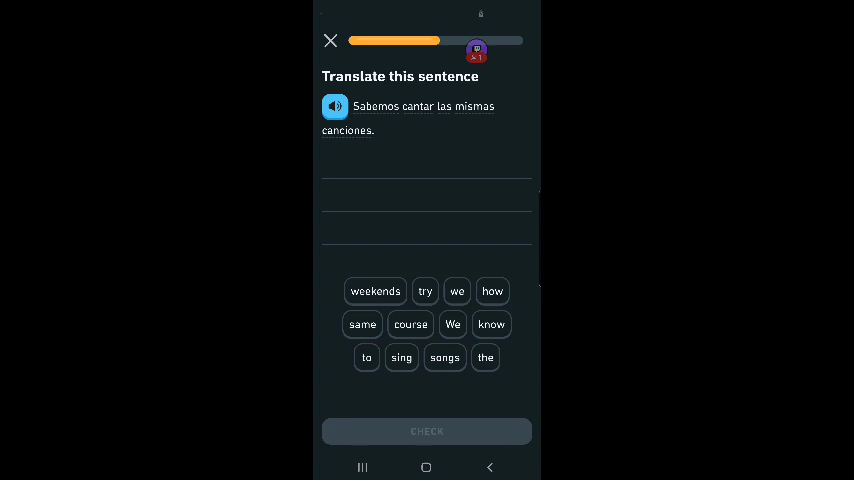 Translate this sentence
Sabemos cantar las mismas
canciones.
weekends try we how
same course We know
to sing songs the
CHECK